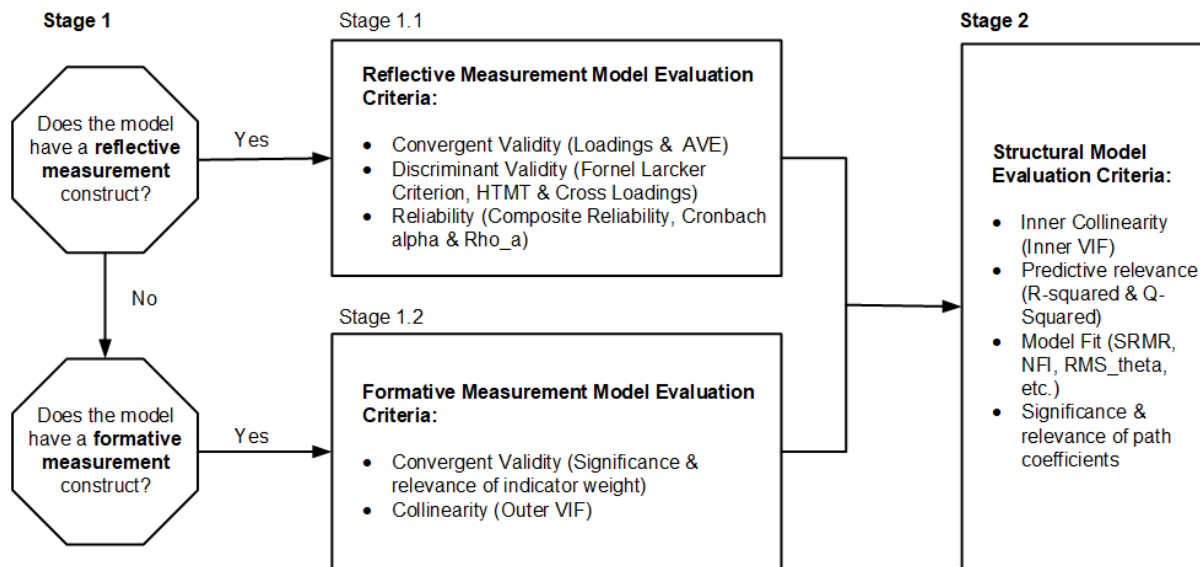 Stage 1
Does the model
have a reflective
measurement
construct?
Yes
No
Does the model
have a formative
measurement
construct?
Yes
Stage 1.1
Reflective Measurement Model Evaluation
Criteria:
• Convergent Validity (Loadings & AVE)
• Discriminant Validity (Fornel Larcker
Criterion, HTMT & Cross Loadings)
• Reliability (Composite Reliability, Cronbach
alpha & Rho_a)
Stage 1.2
Formative Measurement Model Evaluation
Criteria:
• Convergent Validity (Significance &
relevance of indicator weight)
• Collinearity (Outer VIF)
Stage 2
Structural Model
Evaluation Criteria:
• Inner Collinearity
(Inner VIF)
• Predictive relevance
(R-squared & Q-
Squared)
• Model Fit (SRMR,
NFI, RMS_theta,
etc.)
• Significance &
relevance of path
coefficients